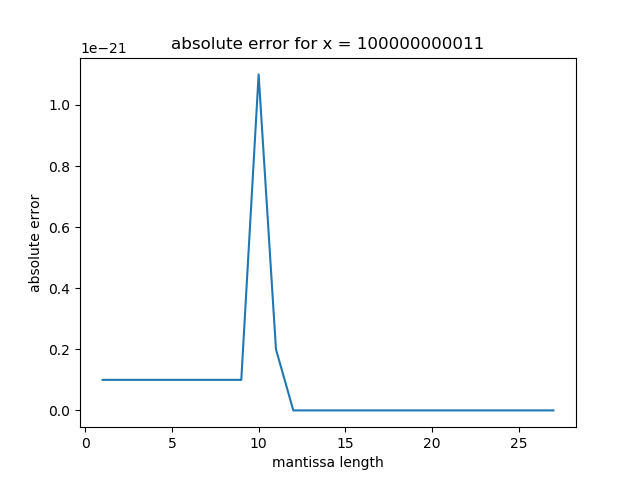 absolute error for x = 100000000011
1e−21
1.0
0.8
0.6
0.4
0.2
0.0
absolute error
0 5 10 15 20 25
mantissa length